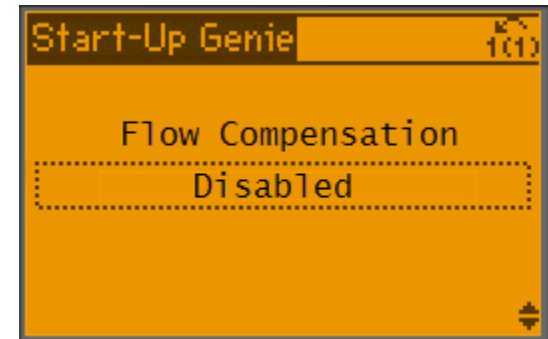 Start-Up Genie
1(1)
Flow Compensation
Disabled